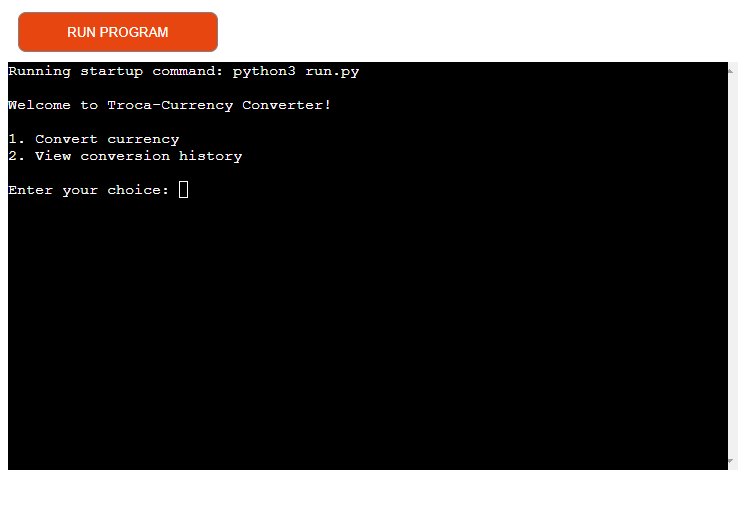 RUN PROGRAM
Running startup command: python3 run.py
Welcome to Troca-Currency Converter!
1. Convert currency
2. View conversion history
Enter your choice: